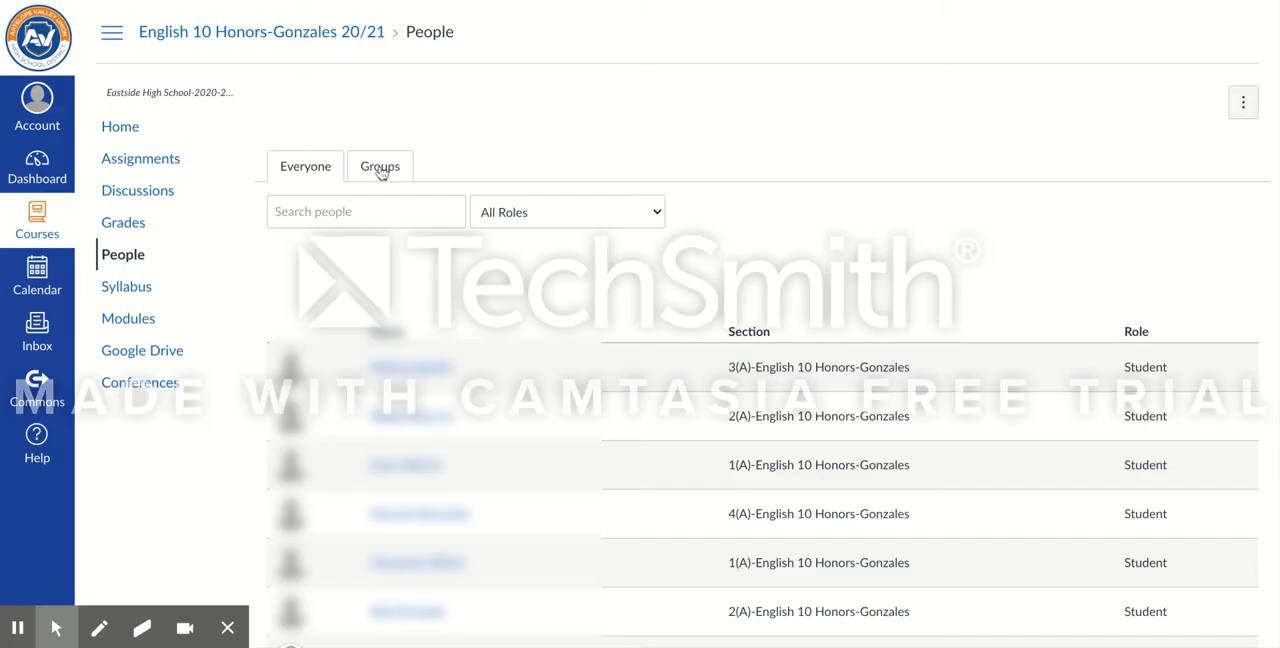 English 10 Honors-Gonzales 20/21 > People
Eastside High School-2020-2...
Account
Dashboard
Courses
Calendar
Inbox
Commons
Help
Home
Assignments
Discussions
Grades
People
Syllabus
Modules
Google Drive
Conferences
Everyone
Groups
Search people
All Roles
TechSmith®
MADE WITH CAMTASIA FREE TRIAL
Section Role
3(A)-English 10 Honors-Gonzales Student
2(A)-English 10 Honors-Gonzales Student
1(A)-English 10 Honors-Gonzales Student
4(A)-English 10 Honors-Gonzales Student
1(A)-English 10 Honors-Gonzales Student
2(A)-English 10 Honors-Gonzales Student